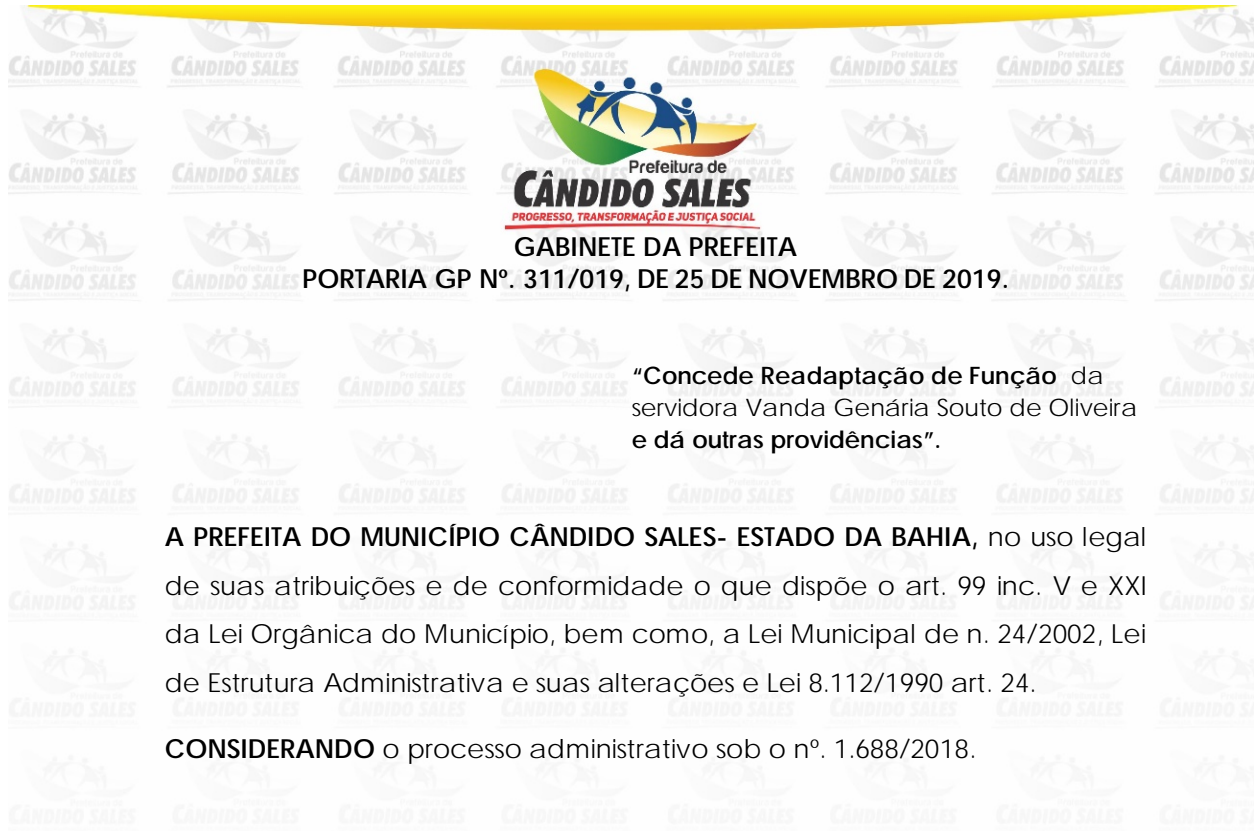 Prefeitura de
CÂNDIDO SALES
PROGRESSO, TRANSFORMAÇÃO E JUSTIÇA SOCIAL
GABINETE DA PREFEITA
PORTARIA GP Nº. 311/019, DE 25 DE NOVEMBRO DE 2019.
“Concede Readaptação de Função da
servidora Vanda Genária Souto de Oliveira
e dá outras providências”.
A PREFEITA DO MUNICÍPIO CÂNDIDO SALES- ESTADO DA BAHIA, no uso legal
de suas atribuições e de conformidade o que dispõe o art. 99 inc. V e XXI
da Lei Orgânica do Município, bem como, a Lei Municipal de n. 24/2002, Lei
de Estrutura Administrativa e suas alterações e Lei 8.112/1990 art. 24.
CONSIDERANDO o processo administrativo sob o nº. 1.688/2018.